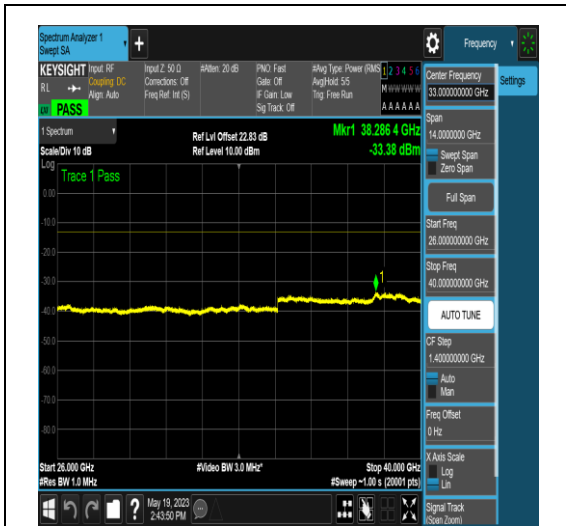 Spectrum Analyzer 1
Swept SA
Frequency
KEYSIGHT
RL
PASS
Input: RF
Coupling: DC
Align: Auto
Input Z: 50 Ω
Corrections: Off
Freq Ref: Int (S)
#Atten: 20 dB
PNO: Fast
Gate: Off
IF Gain: Low
Sig Track: Off
#Avg Type: Power (RMS
Avg|Hold: 5/5
Trig: Free Run
1 2 3 4 5 6
M W W W W W
A A A A A A
1 Spectrum
Scale/Div 10 dB
Ref Lvl Offset 22.83 dB
Ref Level 10.00 dBm
Mkr1 38.286 4 GHz
-33.38 dBm
Log
Trace 1 Pass
0.00
-10.0
-20.0
-30.0
-40.0
-50.0
-60.0
-70.0
-80.0
1
Start 26.000 GHz
#Res BW 1.0 MHz
#Video BW 3.0 MHz*
Stop 40.000 GHz
#Sweep ~1.00 s (20001 pts)
Center Frequency
33.000000000 GHz
Settings
Span
14.0000000 GHz
Swept Span
Zero Span
Full Span
Start Freq
26.000000000 GHz
Stop Freq
40.000000000 GHz
AUTO TUNE
CF Step
1.400000000 GHz
Auto
Man
Freq Offset
0 Hz
X Axis Scale
Log
Lin
Signal Track
(Span Zoom)
May 19, 2023
2:43:50 PM